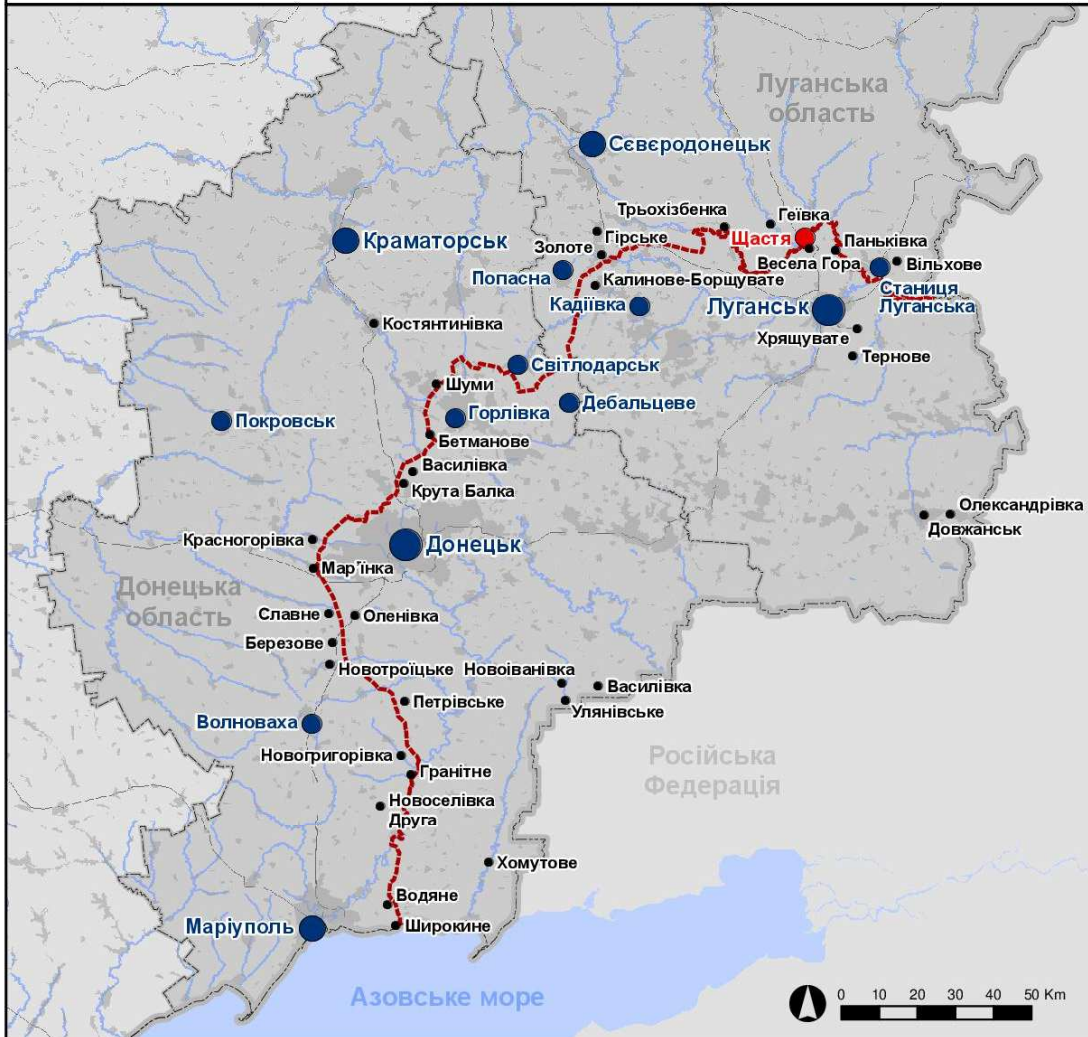 Луганська
область
Сєвєродонецьк
Трьохізбенка
Геївка
Гірське
Щастя
Золоте
Весела Гора
Паньківка
Вільхове
Краматорськ
Попасна
Калинове-Борщувате
Станиця
Луганська
Кадіївка
Луганськ
Хрящувате
Тернове
Костянтинівка
Світлодарськ
Шуми
Дебальцеве
Горлівка
Покровськ
Бетманове
Василівка
Крута Балка
Олександрівка
Довжанськ
Красногорівка
Донецьк
Мар'їнка
Донецька
область
Славне
Оленівка
Березове
Новотроїцьке
Новоіванівка
Василівка
Петрівське
Улянівське
Волноваха
Новогригорівка
Гранітне
Російська
Федерація
Новоселівка
Друга
Хомутове
Водяне
Маріуполь
Широкине
Азовське море
0 10 20 30 40 50 Km